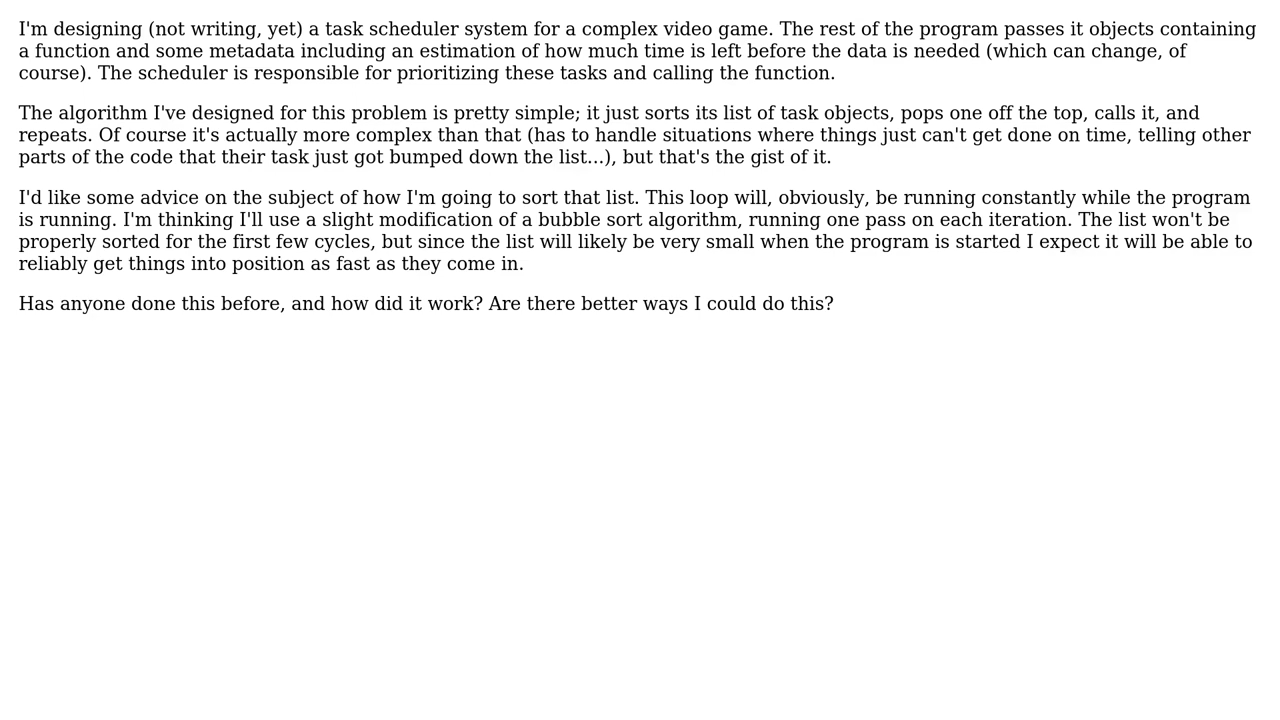 I'm designing (not writing, yet) a task scheduler system for a complex video game. The rest of the program passes it objects containing
a function and some metadata including an estimation of how much time is left before the data is needed (which can change, of
course). The scheduler is responsible for prioritizing these tasks and calling the function.
The algorithm I've designed for this problem is pretty simple; it just sorts its list of task objects, pops one off the top, calls it, and
repeats. Of course it's actually more complex than that (has to handle situations where things just can't get done on time, telling other
parts of the code that their task just got bumped down the list...), but that's the gist of it.
I'd like some advice on the subject of how I'm going to sort that list. This loop will, obviously, be running constantly while the program
is running. I'm thinking I'll use a slight modification of a bubble sort algorithm, running one pass on each iteration. The list won't be
properly sorted for the first few cycles, but since the list will likely be very small when the program is started I expect it will be able to
reliably get things into position as fast as they come in.
Has anyone done this before, and how did it work? Are there better ways I could do this?